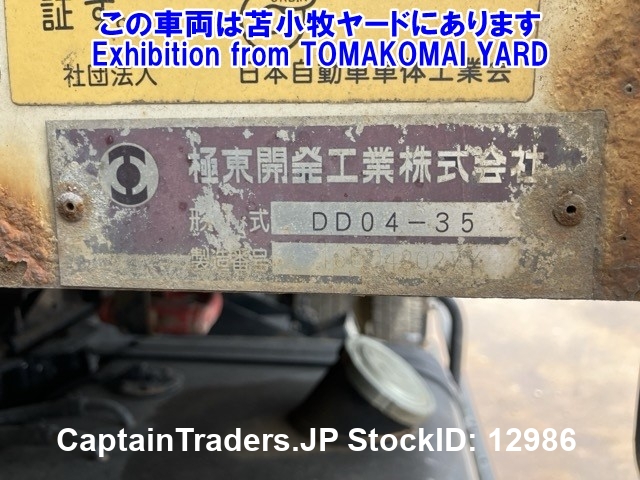 この車両は苫小牧ヤードにあります
Exhibition from TOMAKOMAI YARD
証す
社団法人 日本自動車車体工業会
極東開発工業株式会社
形式 DD04-35
製造番号
CaptainTraders.JP StockID: 12986